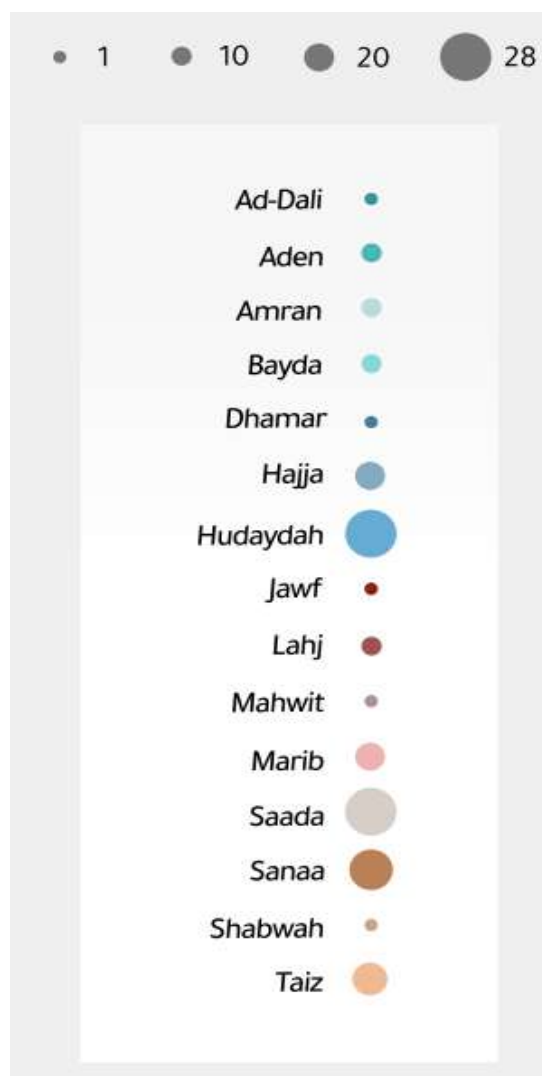 1 10 20 28
Ad-Dali
Aden
Amran
Bayda
Dhamar
Hajja
Hudaydah
Jawf
Lahj
Mahwit
Marib
Saada
Sanaa
Shabwah
Taiz